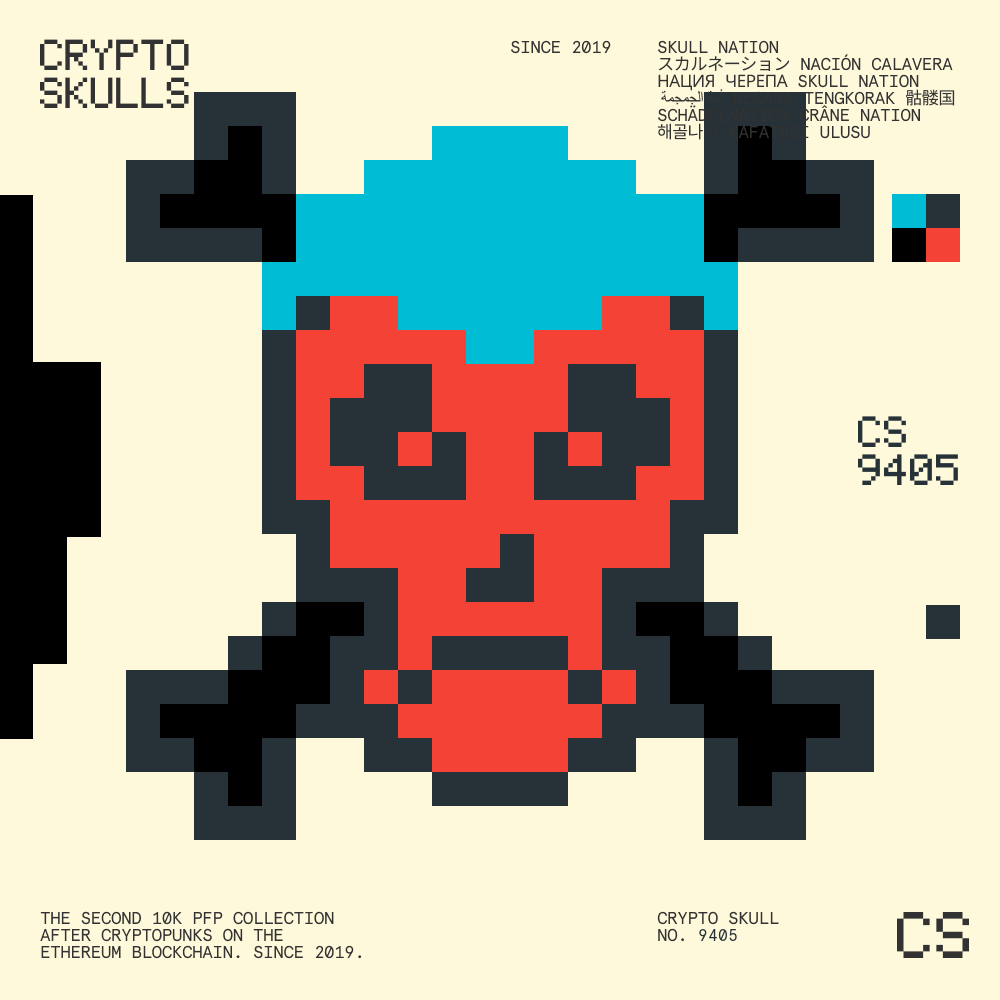 CRYPTO
SKULLS
SINCE 2019
SKULL NATION
スカルネーション NACIÓN CALAVERA
НАЦИЯ ЧЕРЕПА SKULL NATION
الجمجمة TENGKORAK 骷髅国
CRÂNE NATION
해골나 ULUSU
CS
9405
THE SECOND 10K PFP COLLECTION
AFTER CRYPTOPUNKS ON THE
ETHEREUM BLOCKCHAIN. SINCE 2019.
CRYPTO SKULL
NO. 9405
CS